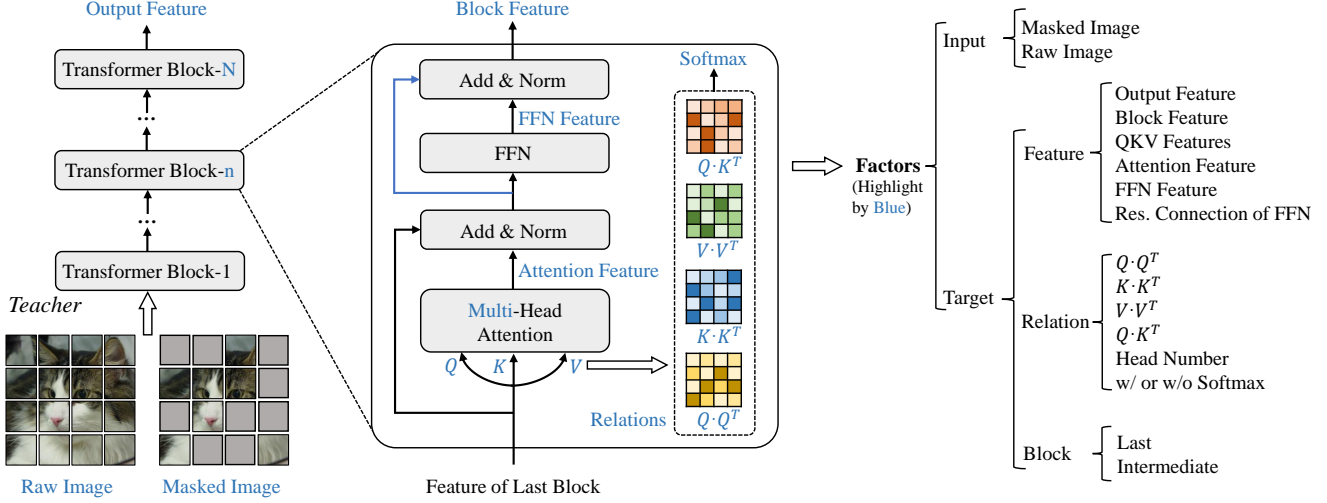 Output Feature
Transformer Block-N
...
Transformer Block-n
...
Transformer Block-1
Teacher
Raw Image
Masked Image
Block Feature
Add & Norm
FFN Feature
FFN
Add & Norm
Attention Feature
Multi-Head
Attention
Q
K
V
Feature of Last Block
Softmax
Q·K^T
V·V^T
K·K^T
Q·Q^T
Relations
Factors
(Highlight
by Blue)
Input
Masked Image
Raw Image
Target
Feature
Output Feature
Block Feature
QKV Features
Attention Feature
FFN Feature
Res. Connection of FFN
Relation
Q·Q^T
K·K^T
V·V^T
Q·K^T
Head Number
w/ or w/o Softmax
Block
Last
Intermediate